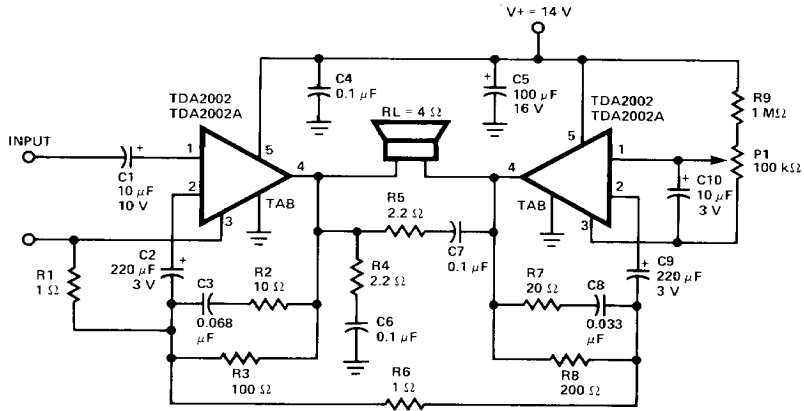 V+ = 14 V
C4
0.1 μF
+
C5
100 μF
16 V
TDA2002
TDA2002A
RL = 4 Ω
TDA2002
TDA2002A
R9
1 MΩ
INPUT
+
C1
10 μF
10 V
1
2
3
4
5
TAB
1
2
3
4
5
TAB
P1
100 kΩ
+
C10
10 μF
3 V
R5
2.2 Ω
C7
0.1 μF
R1
1 Ω
C2
220 μF
3 V
+
C3
0.068
μF
R2
10 Ω
R4
2.2 Ω
C6
0.1 μF
R7
20 Ω
C8
0.033
μF
C9
220 μF
3 V
+
R3
100 Ω
R6
1 Ω
R8
200 Ω